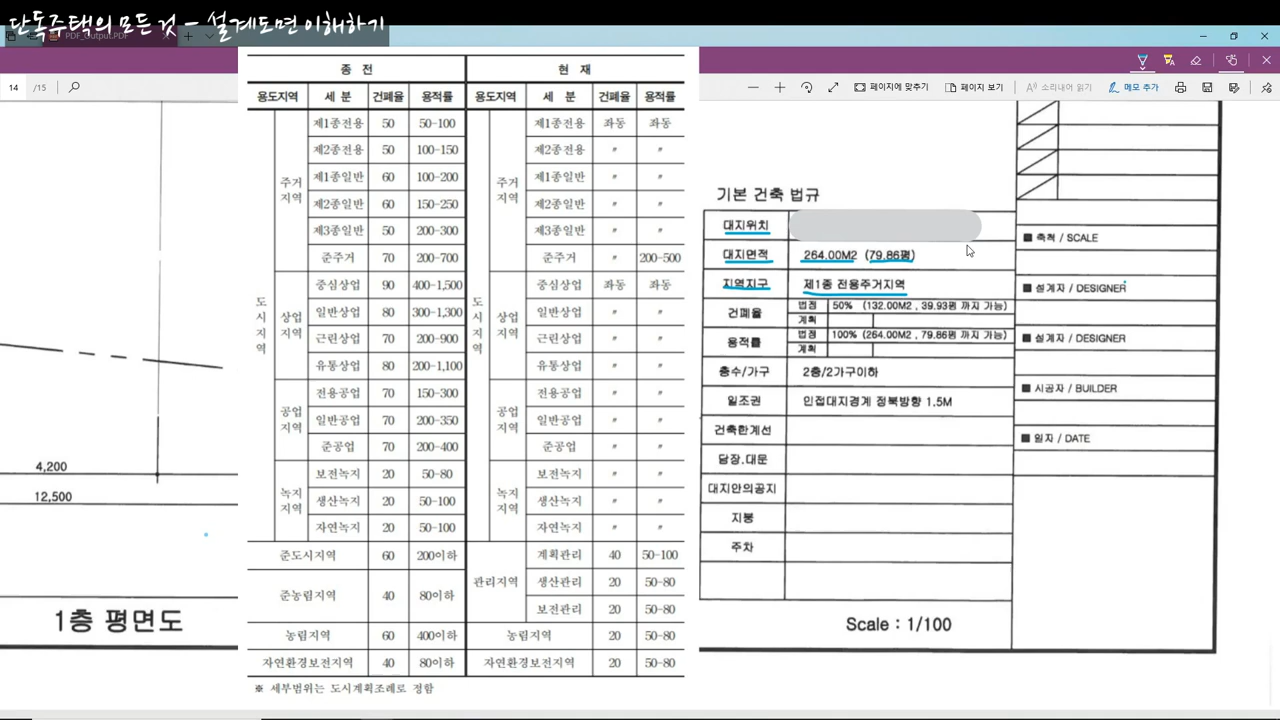 단독주택의 모든 것 - 설계도면 이해하기
PDF_Output.PDF
14 /15
페이지에 맞추기
페이지 보기
소리내어 읽기
메모 추가
종 전 현 재
용도지역 세 분 건폐율 용적률 용도지역 세 분 건폐율 용적률
도시지역 주거지역 제1종전용 50 50-100 도시지역 주거지역 제1종전용 좌동 좌동
제2종전용 50 100-150 제2종전용 〃 〃
제1종일반 60 100-200 제1종일반 〃 〃
제2종일반 60 150-250 제2종일반 〃 〃
제3종일반 50 200-300 제3종일반 〃 〃
준주거 70 200-700 준주거 〃 200-500
상업지역 중심상업 90 400-1,500 상업지역 중심상업 좌동 좌동
일반상업 80 300-1,300 일반상업 〃 〃
근린상업 70 200-900 근린상업 〃 〃
유통상업 80 200-1,100 유통상업 〃 〃
공업지역 전용공업 70 150-300 공업지역 전용공업 〃 〃
일반공업 70 200-350 일반공업 〃 〃
준공업 70 200-400 준공업 〃 〃
녹지지역 보전녹지 20 50-80 녹지지역 보전녹지 〃 〃
생산녹지 20 50-100 생산녹지 〃 〃
자연녹지 20 50-100 자연녹지 〃 〃
준도시지역 60 200이하 관리지역 계획관리 40 50-100
준농림지역 40 80이하 생산관리 20 50-80
보전관리 20 50-80
농림지역 60 400이하 농림지역 20 50-80
자연환경보전지역 40 80이하 자연환경보전지역 20 50-80
※ 세부범위는 도시계획조례로 정함
4,200
12,500
1층 평면도
기본 건축 법규
대지위치
대지면적 264.00M2 (79.86평)
지역지구 제1종 전용주거지역
건폐율 법정 50% (132.00M2 , 39.93평 까지 가능)
계획
용적률 법정 100% (264.00M2 , 79.86평 까지 가능)
계획
층수/가구 2층/2가구이하
일조권 인접대지경계 정북방향 1.5M
건축한계선
담장.대문
대지안의공지
지붕
주차
Scale : 1/100
■ 축척 / SCALE
■ 설계자 / DESIGNER
■ 설계자 / DESIGNER
■ 시공자 / BUILDER
■ 일자 / DATE